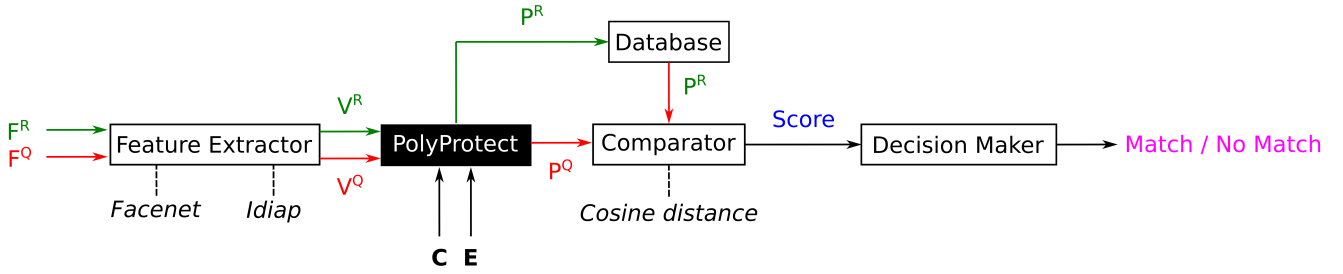 P^R
Database
P^R
V^R
Score
F^R
Feature Extractor
PolyProtect
Comparator
Decision Maker
Match / No Match
F^Q
V^Q
P^Q
Facenet
Idiap
Cosine distance
C
E